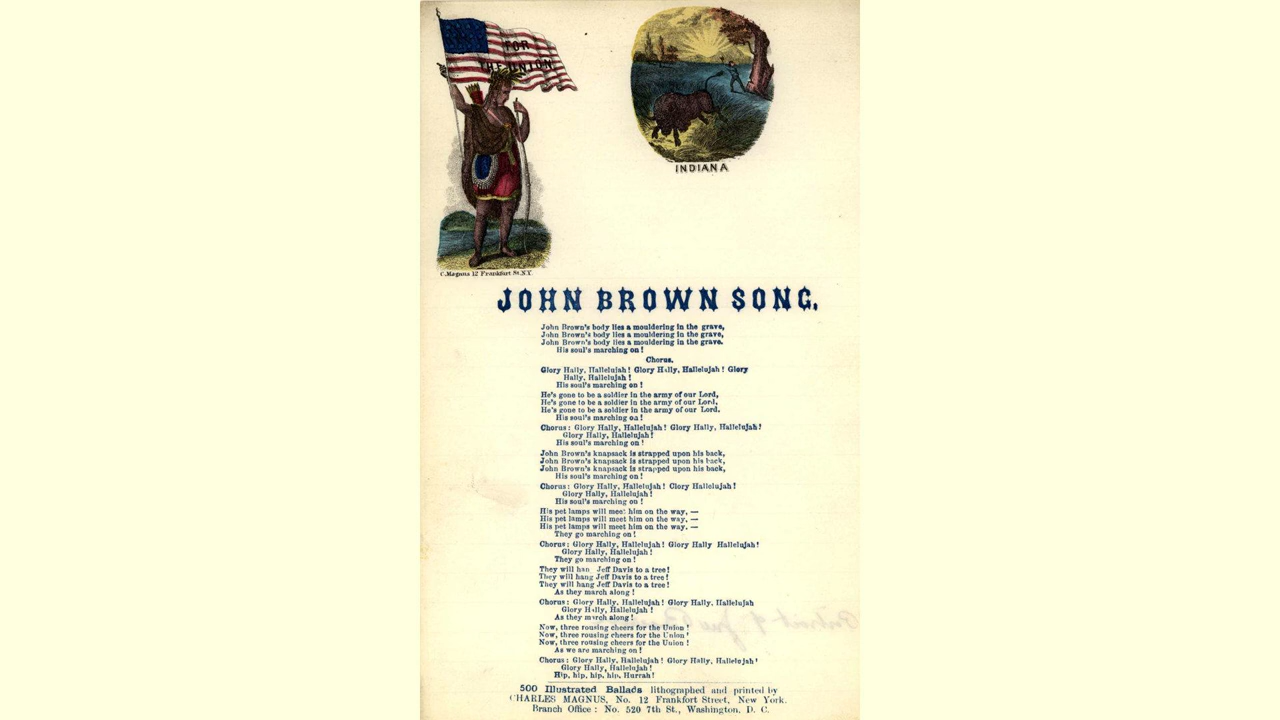 FOR
THE UNION
INDIANA
C. Magnus 12 Frankfort St. N.Y.
JOHN BROWN SONG.
John Brown's body lies a mouldering in the grave,
John Brown's body lies a mouldering in the grave,
John Brown's body lies a mouldering in the grave.
His soul's marching on!
Chorus.
Glory Hally, Hallelujah! Glory Hally, Hallelujah! Glory
Hally, Hallelujah!
His soul's marching on!
He's gone to be a soldier in the army of our Lord,
He's gone to be a soldier in the army of our Lord,
He's gone to be a soldier in the army of our Lord.
His soul's marching on!
Chorus: Glory Hally, Hallelujah! Glory Hally, Hallelujah!
Glory Hally, Hallelujah!
His soul's marching on!
John Brown's knapsack is strapped upon his back,
John Brown's knapsack is strapped upon his back,
John Brown's knapsack is strapped upon his back,
His soul's marching on!
Chorus: Glory Hally, Hallelujah! Glory Hallelujah!
Glory Hally, Hallelujah!
His soul's marching on!
His pet lamps will meet him on the way, —
His pet lamps will meet him on the way, —
His pet lamps will meet him on the way, —
They go marching on!
Chorus: Glory Hally, Hallelujah! Glory Hally Hallelujah!
Glory Hally, Hallelujah!
They go marching on!
They will han Jeff Davis to a tree!
They will hang Jeff Davis to a tree!
They will hang Jeff Davis to a tree!
As they march along!
Chorus: Glory Hally, Hallelujah! Glory Hally, Hallelujah
Glory Hally, Hallelujah!
As they march along!
Now, three rousing cheers for the Union!
Now, three rousing cheers for the Union!
Now, three rousing cheers for the Union!
As we are marching on!
Chorus: Glory Hally, Hallelujah! Glory Hally, Hallelujah!
Glory Hally, Hallelujah!
Hip, hip, hip, hip, Hurrah!
500 Illustrated Ballads lithographed and printed by
CHARLES MAGNUS, No. 12 Frankfort Street, New York.
Branch Office: No. 520 7th St., Washington, D. C.